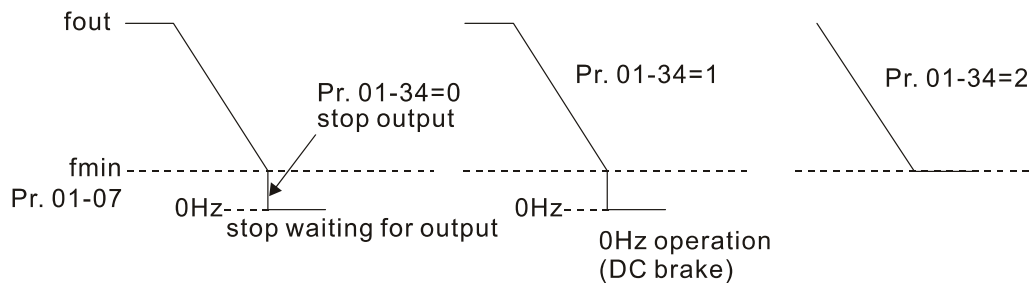 fout
Pr. 01-34=0
stop output
fmin
Pr. 01-07
0Hz
stop waiting for output
Pr. 01-34=1
0Hz
0Hz operation
(DC brake)
Pr. 01-34=2